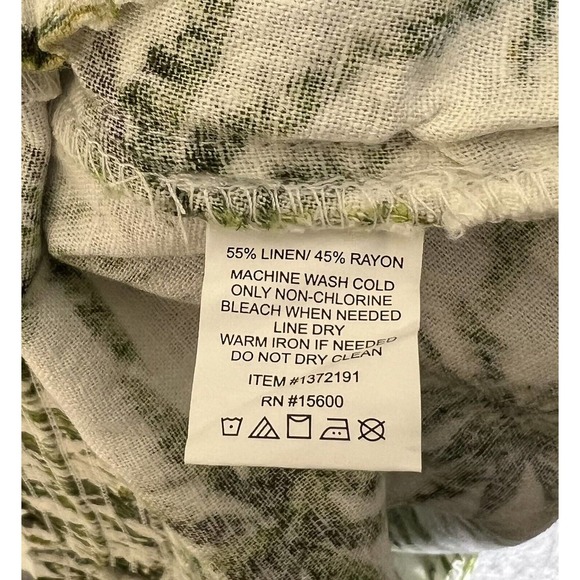 55% LINEN/ 45% RAYON
MACHINE WASH COLD
ONLY NON-CHLORINE
BLEACH WHEN NEEDED
LINE DRY
WARM IRON IF NEEDED
DO NOT DRY CLEAN
ITEM #1372191
RN #15600